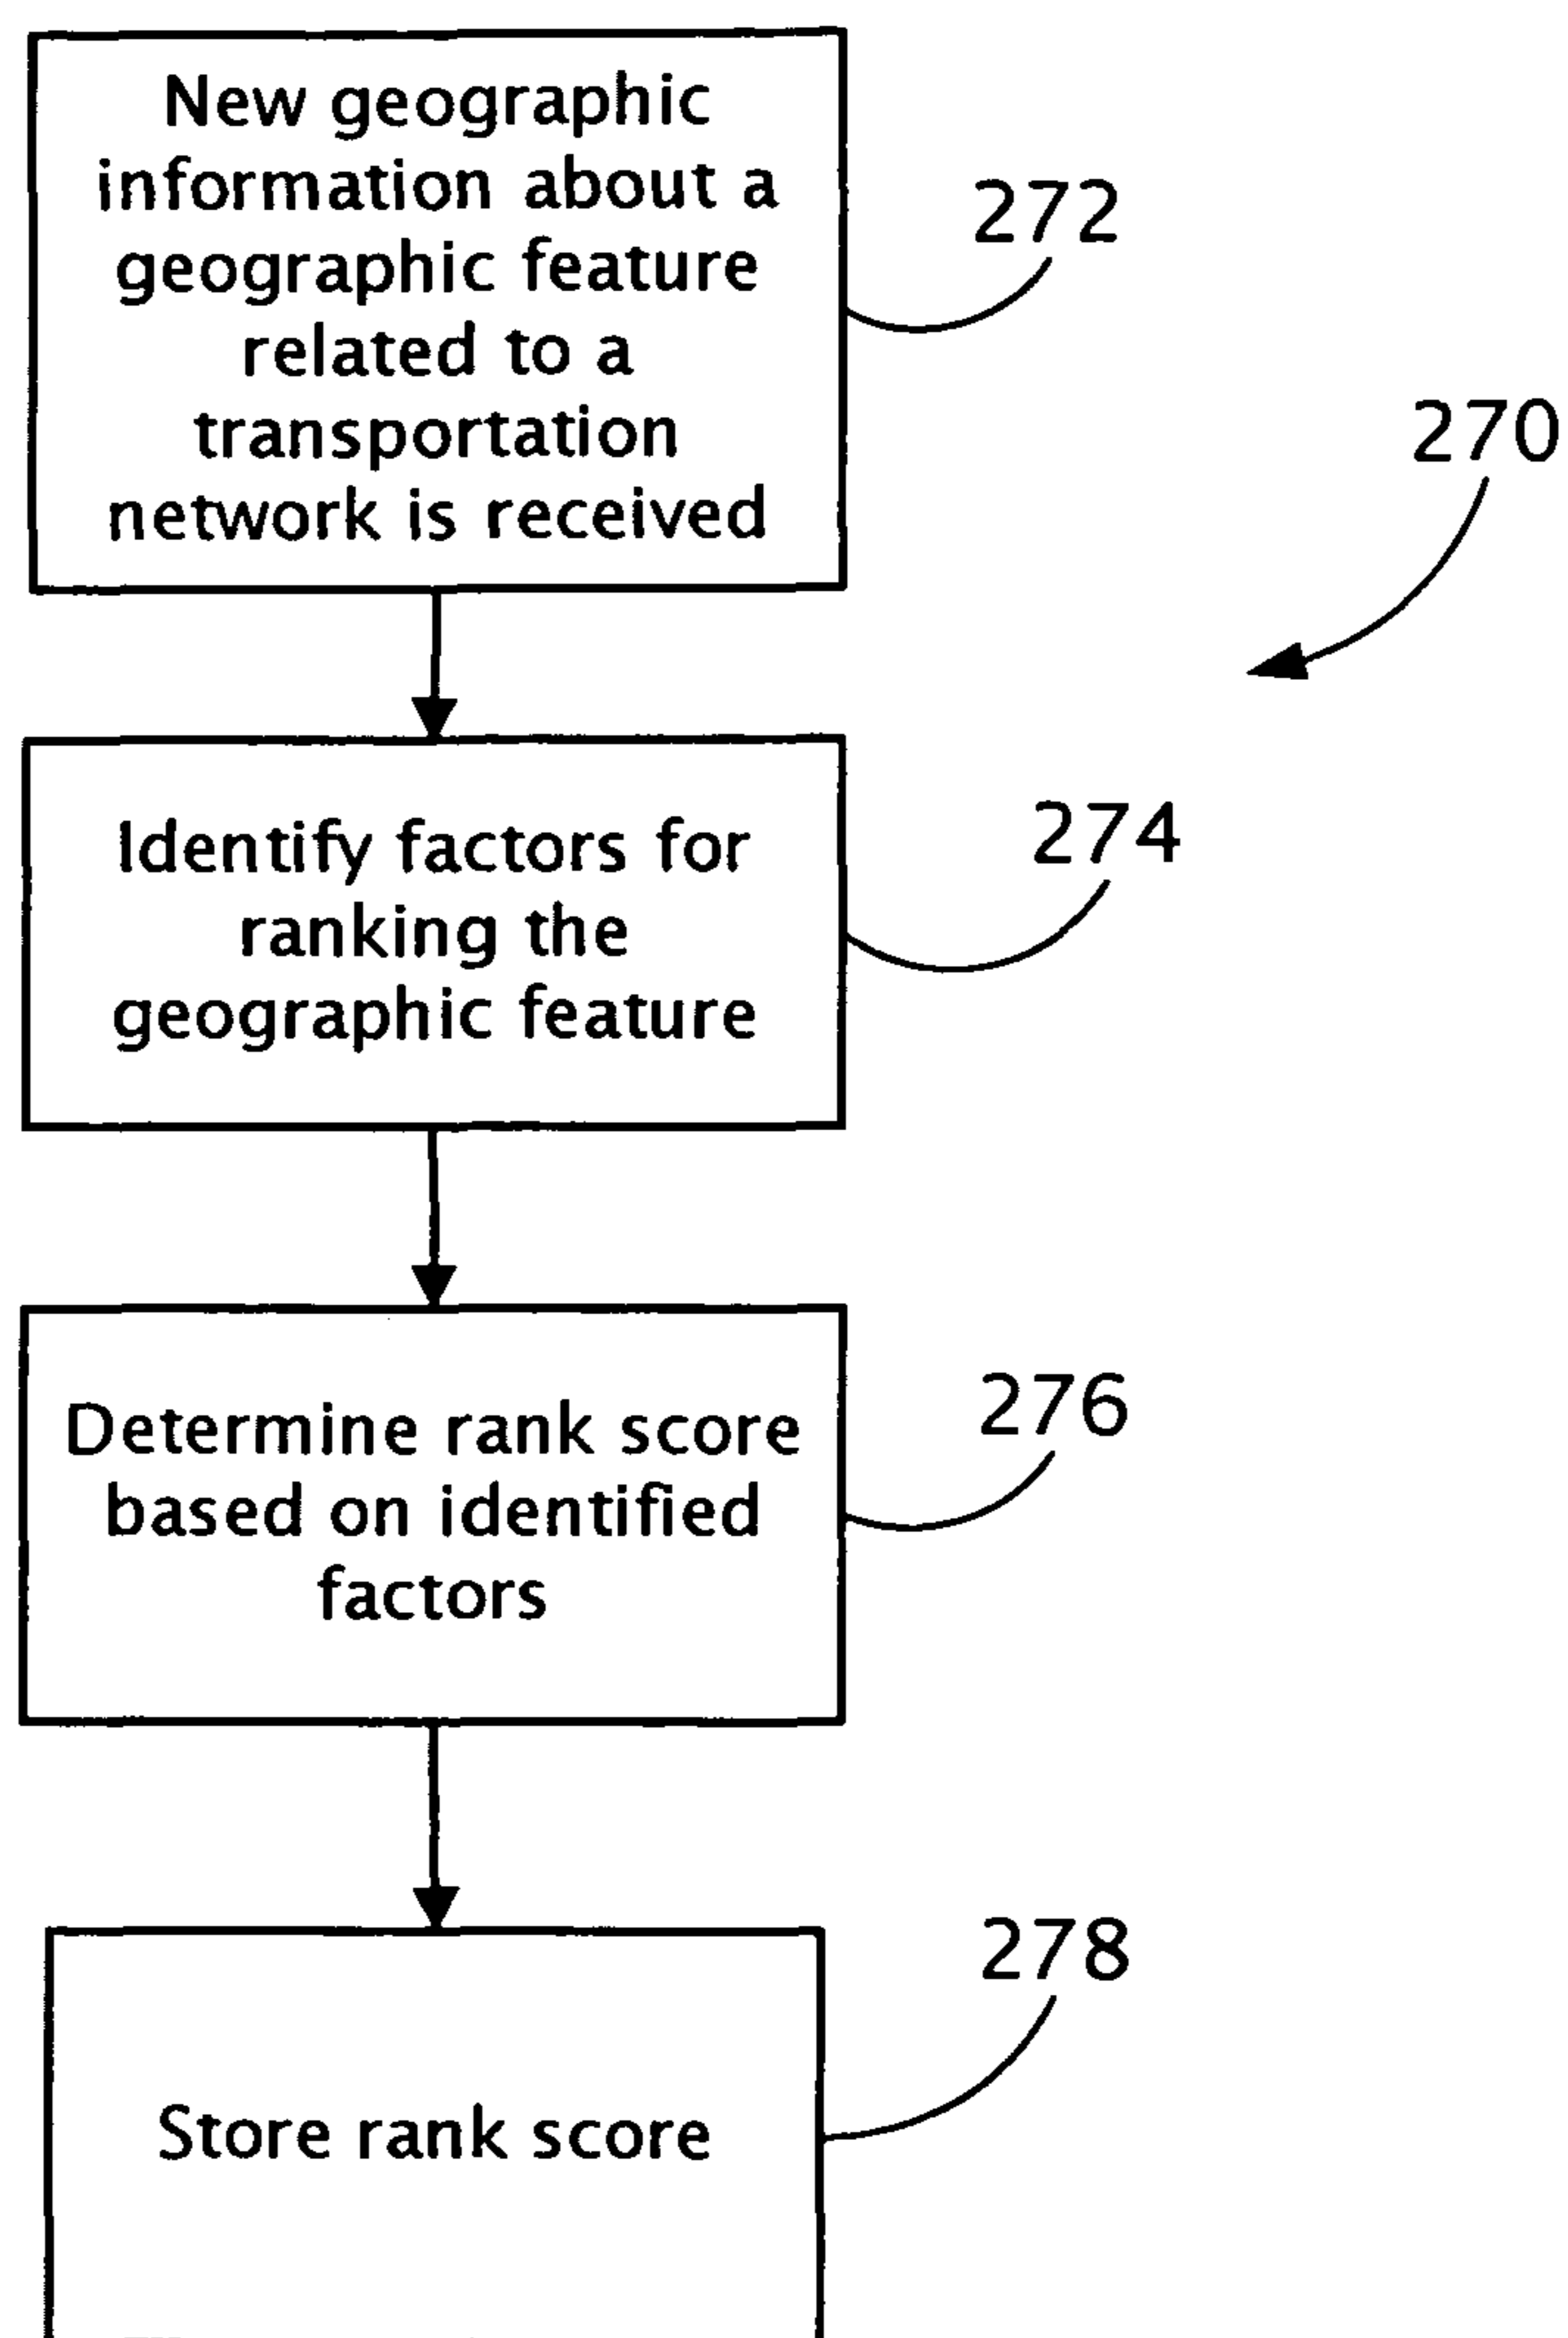 New geographic
information about a
geographic feature
related to a
transportation
network is received
272
270
Identify factors for
ranking the
geographic feature
274
Determine rank score
based on identified
factors
276
Store rank score
278